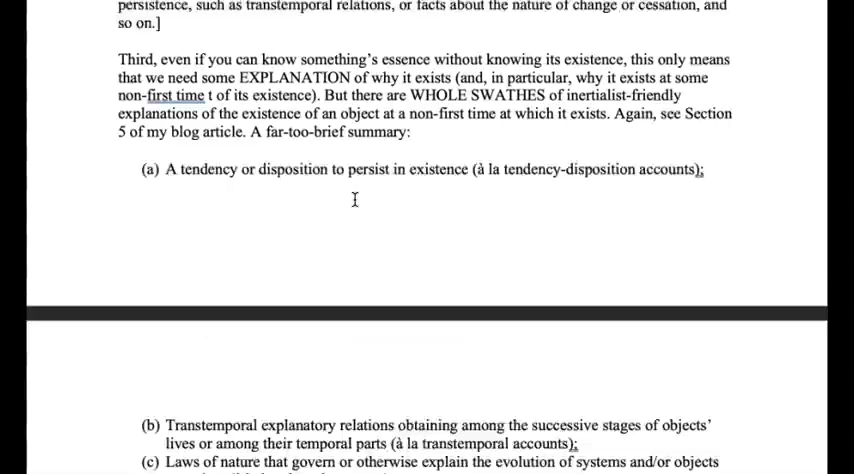 persistence, such as transtemporal relations, or facts about the nature of change or cessation, and
so on.]
Third, even if you can know something's essence without knowing its existence, this only means
that we need some EXPLANATION of why it exists (and, in particular, why it exists at some
non-first time t of its existence). But there are WHOLE SWATHES of inertialist-friendly
explanations of the existence of an object at a non-first time at which it exists. Again, see Section
5 of my blog article. A far-too-brief summary:
(a) A tendency or disposition to persist in existence (à la tendency-disposition accounts);
(b) Transtemporal explanatory relations obtaining among the successive stages of objects'
lives or among their temporal parts (à la transtemporal accounts);
(c) Laws of nature that govern or otherwise explain the evolution of systems and/or objects